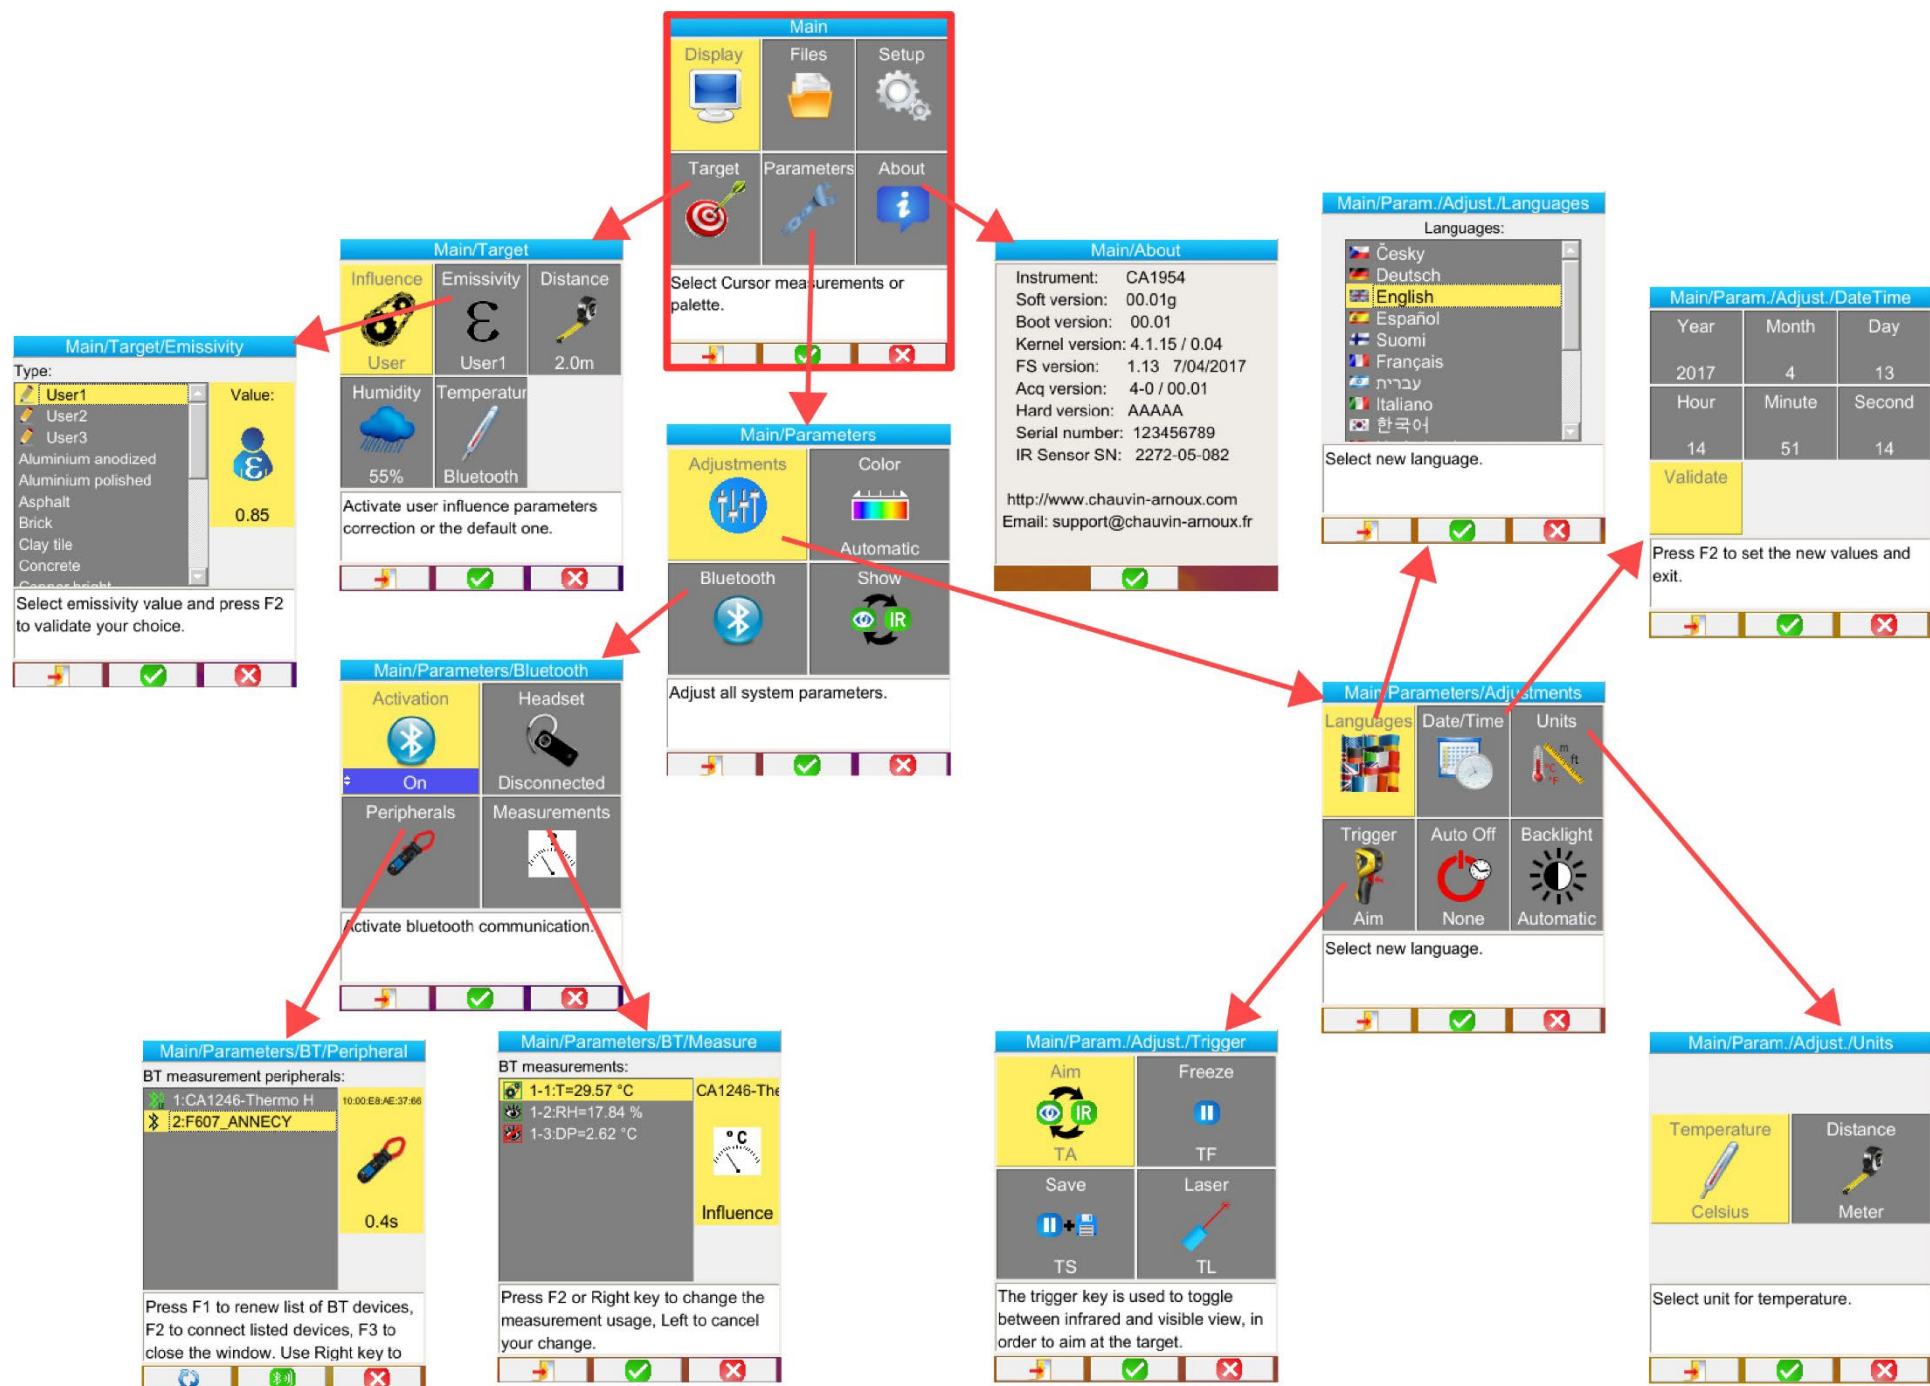 Main
Display Files Setup
Target Parameters About
Select Cursor measurements or
palette.
Main/Target
Influence Emissivity Distance
User User1 2.0m
Humidity Temperatur
55% Bluetooth
Activate user influence parameters
correction or the default one.
Main/Target/Emissivity
Type:
User1
User2
User3
Aluminium anodized
Aluminium polished
Asphalt
Brick
Clay tile
Concrete
Value:
0.85
Select emissivity value and press F2
to validate your choice.
Main/Parameters
Adjustments Color
Automatic
Bluetooth Show
IR
Adjust all system parameters.
Main/About
Instrument: CA1954
Soft version: 00.01g
Boot version: 00.01
Kernel version: 4.1.15 / 0.04
FS version: 1.13 7/04/2017
Acq version: 4-0 / 00.01
Hard version: AAAAA
Serial number: 123456789
IR Sensor SN: 2272-05-082
http://www.chauvin-arnoux.com
Email: support@chauvin-arnoux.fr
Main/Param./Adjust./Languages
Languages:
Česky
Deutsch
English
Español
Suomi
Français
עברית
Italiano
한국어
Select new language.
Main/Param./Adjust./DateTime
Year Month Day
2017 4 13
Hour Minute Second
14 51 14
Validate
Press F2 to set the new values and
exit.
Main/Parameters/Bluetooth
Activation Headset
On Disconnected
Peripherals Measurements
Activate bluetooth communication.
Main/Parameters/Adjustments
Languages Date/Time Units
m
ft
°C
°F
Trigger Auto Off Backlight
Aim None Automatic
Select new language.
Main/Parameters/BT/Peripheral
BT measurement peripherals:
1:CA1246-Thermo H
2:F607_ANNECY
10:00:E8:AE:37:66
0.4s
Press F1 to renew list of BT devices,
F2 to connect listed devices, F3 to
close the window. Use Right key to
Main/Parameters/BT/Measure
BT measurements:
1-1:T=29.57 °C
1-2:RH=17.84 %
1-3:DP=2.62 °C
CA1246-The
° C
Influence
Press F2 or Right key to change the
measurement usage, Left to cancel
your change.
Main/Param./Adjust./Trigger
Aim Freeze
IR
TA TF
Save Laser
TS TL
The trigger key is used to toggle
between infrared and visible view, in
order to aim at the target.
Main/Param./Adjust./Units
Temperature Distance
Celsius Meter
Select unit for temperature.